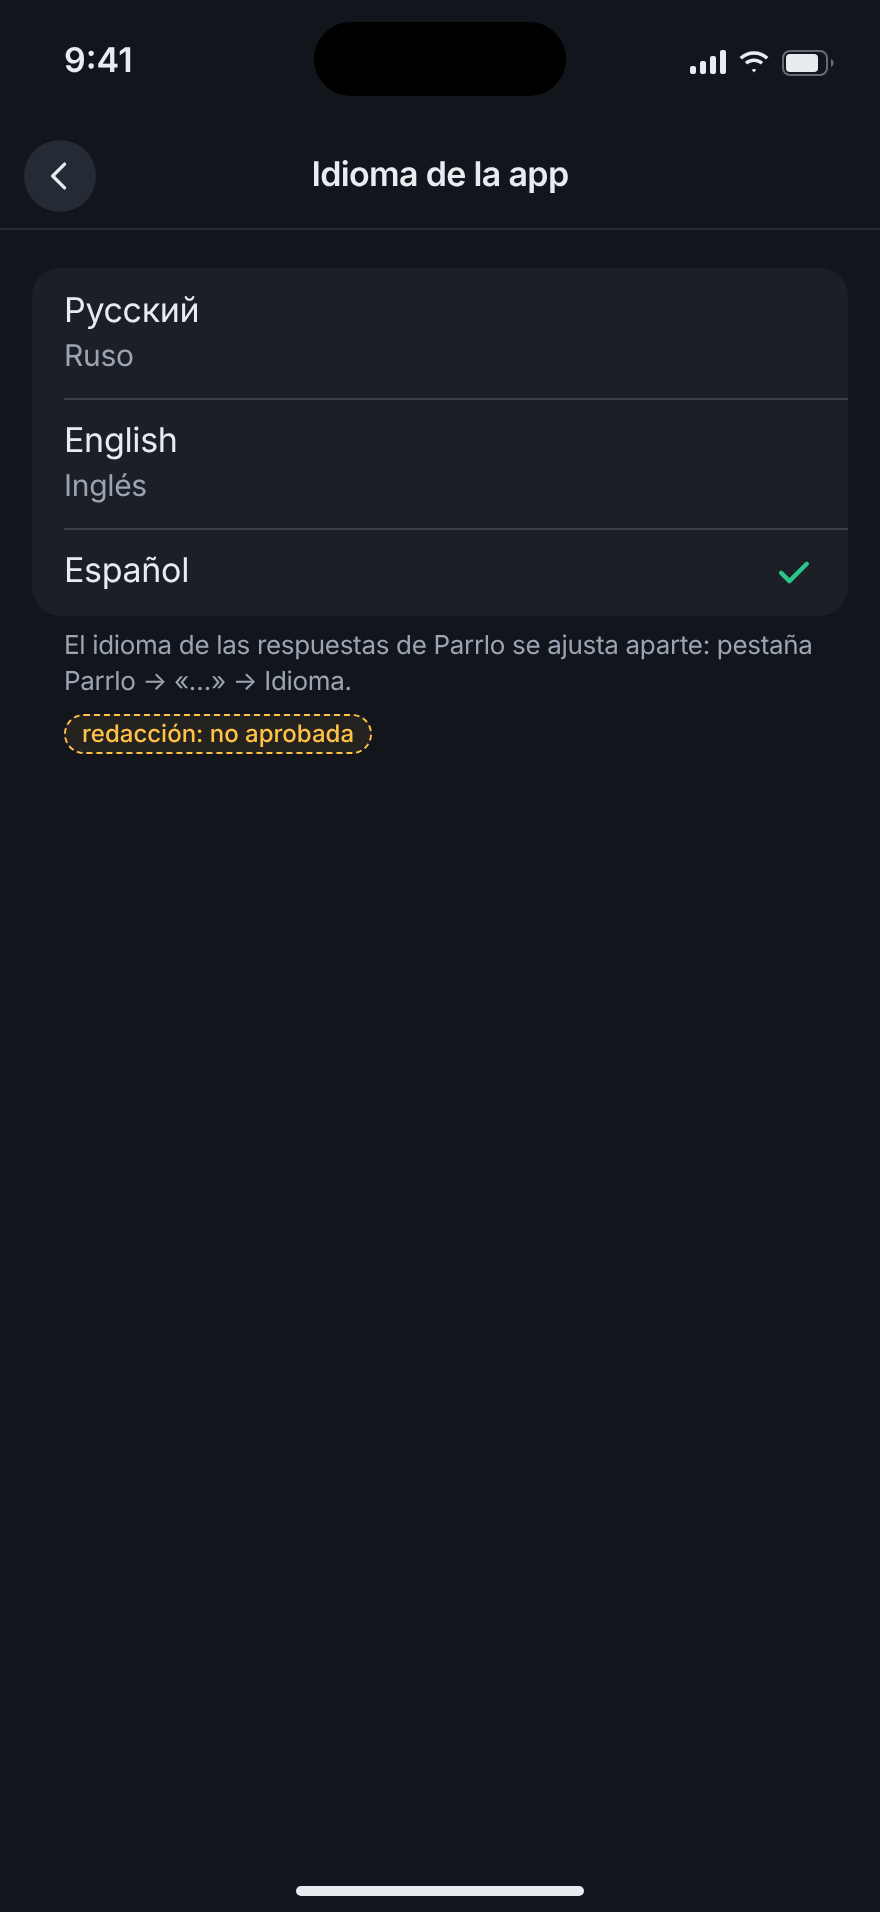 9:41
Idioma de la app
Русский
Ruso
English
Inglés
Español
El idioma de las respuestas de Parrlo se ajusta aparte: pestaña
Parrlo → «...» → Idioma.
redacción: no aprobada